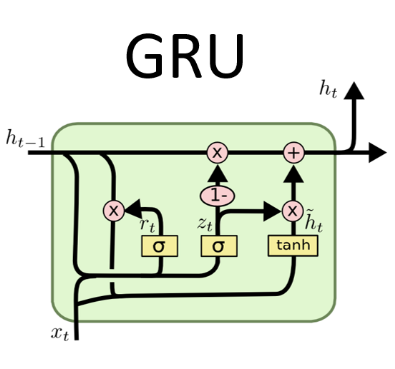 GRU
h_t
h_{t-1}
x
+
1-
x
r_t
z_t
x
h̃_t
σ
σ
tanh
x_t